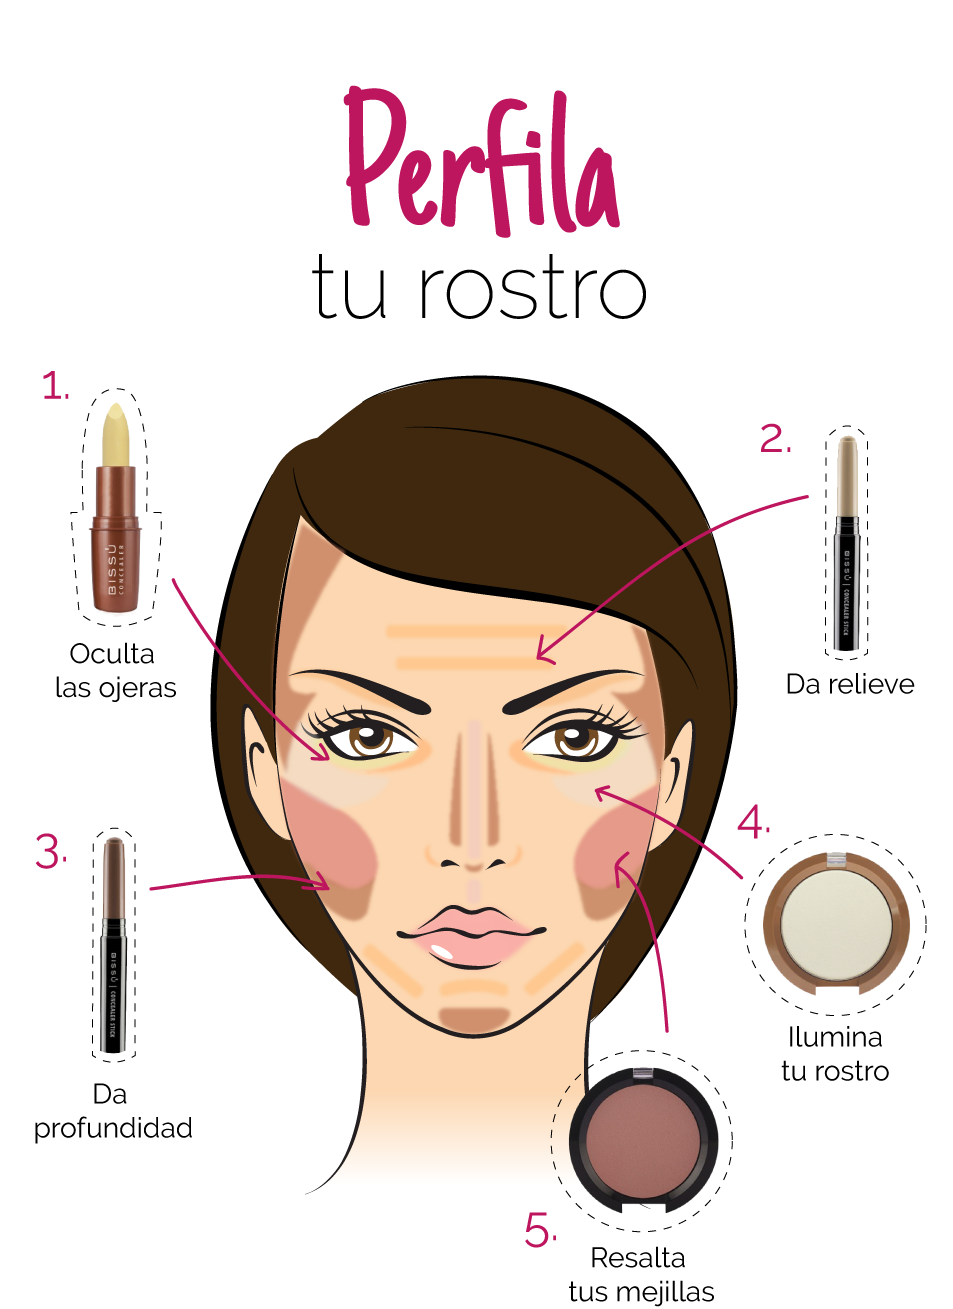 Perfila
tu rostro
1.
BISSÚ
CONCEALER
Oculta
las ojeras
2.
BISSÚ | CONCEALER STICK
Da relieve
3.
BISSÚ | CONCEALER STICK
Da
profundidad
4.
Ilumina
tu rostro
5.
Resalta
tus mejillas